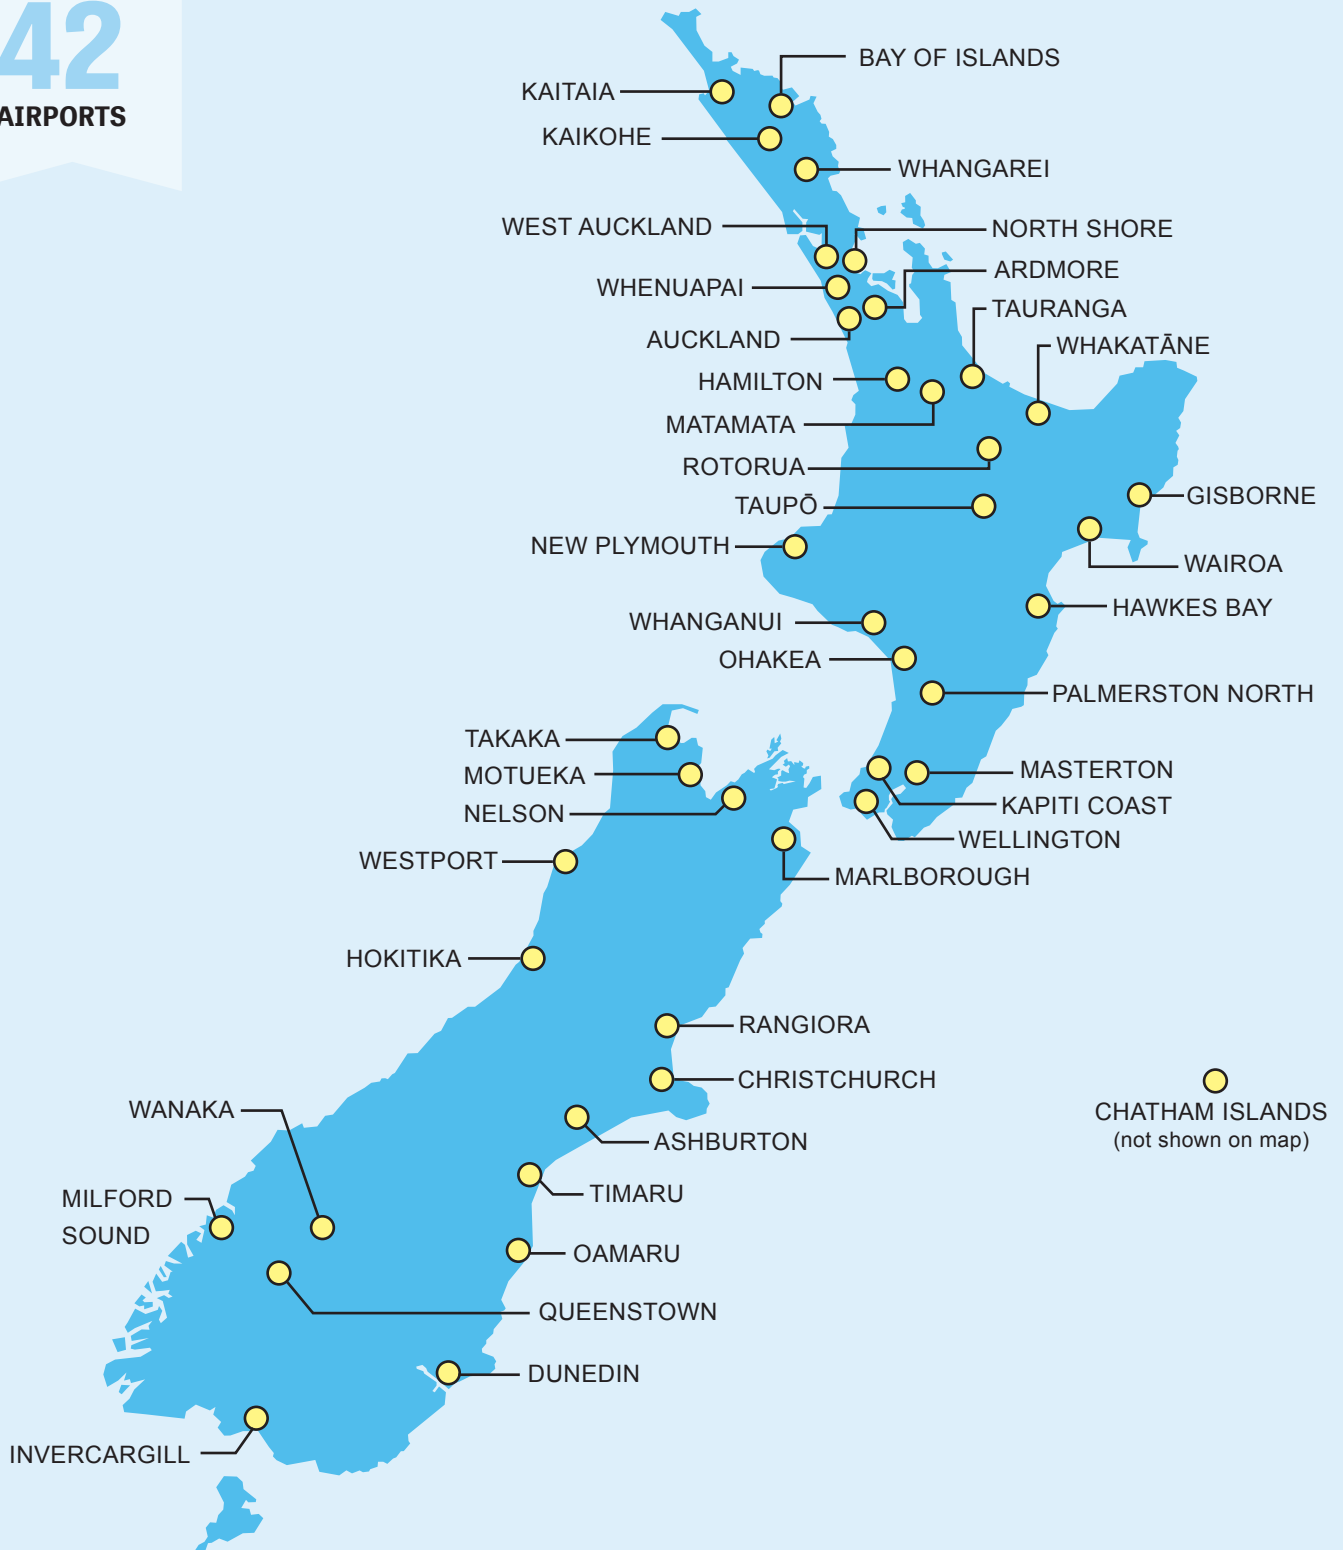 42
AIRPORTS
BAY OF ISLANDS
KAITAIA
KAIKOHE
WHANGAREI
WEST AUCKLAND
NORTH SHORE
ARDMORE
WHENUAPAI
TAURANGA
AUCKLAND
WHAKATĀNE
HAMILTON
MATAMATA
ROTORUA
TAUPŌ
GISBORNE
NEW PLYMOUTH
WAIROA
HAWKES BAY
WHANGANUI
OHAKEA
PALMERSTON NORTH
TAKAKA
MOTUEKA
MASTERTON
KAPITI COAST
NELSON
WELLINGTON
WESTPORT
MARLBOROUGH
HOKITIKA
RANGIORA
CHRISTCHURCH
WANAKA
CHATHAM ISLANDS
(not shown on map)
ASHBURTON
TIMARU
MILFORD
SOUND
OAMARU
QUEENSTOWN
DUNEDIN
INVERCARGILL